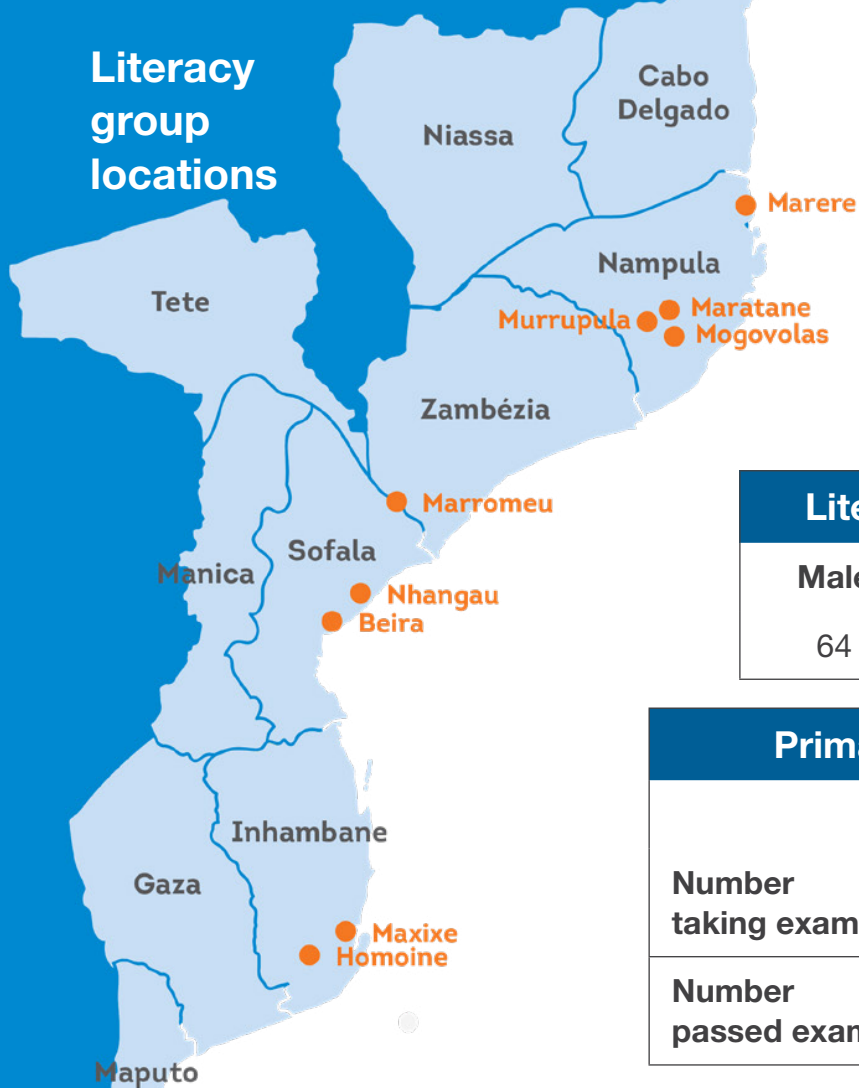 Literacy
group
locations
Cabo
Delgado
Niassa
Marere
Nampula
Tete
Maratane
Murrupula
Mogovolas
Zambézia
Marromeu
Sofala
Manica
Nhangau
Beira
Inhambane
Gaza
Maxixe
Homoine
Maputo
Lite
Male
64
Prima
Number
taking exam
Number
passed exam